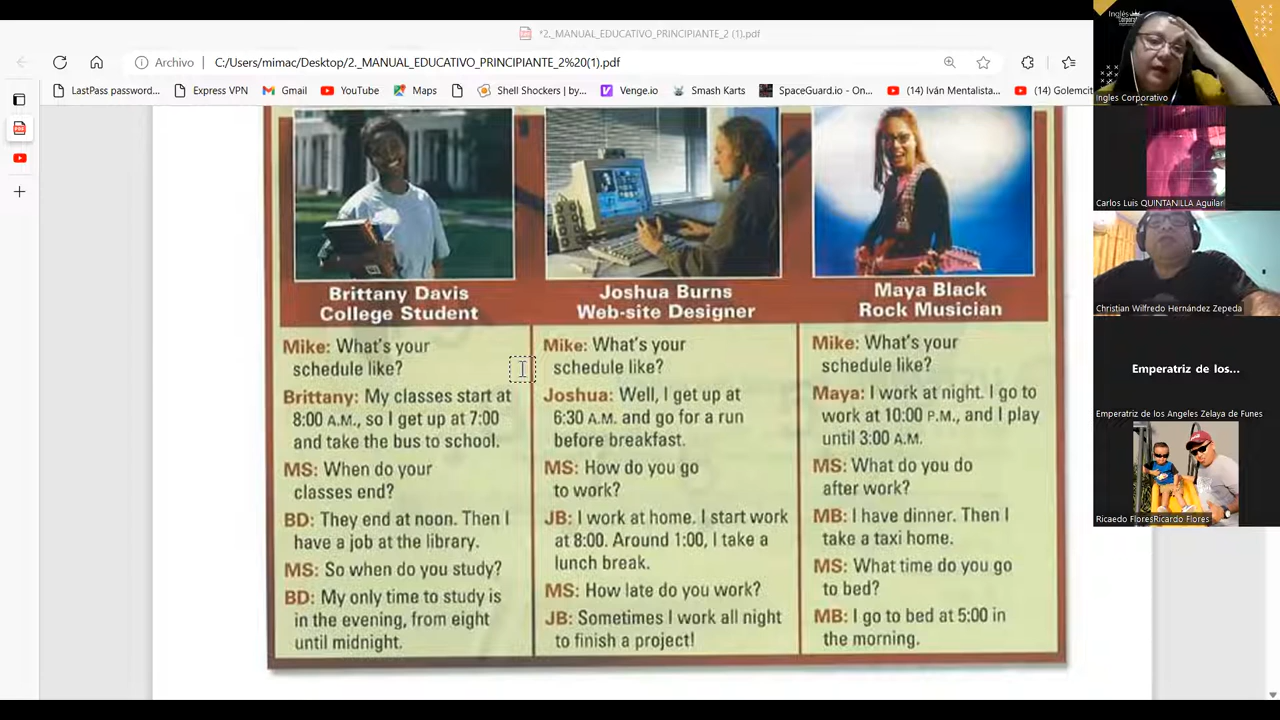 *2._MANUAL_EDUCATIVO_PRINCIPIANTE_2 (1).pdf
Archivo
C:/Users/mimac/Desktop/2._MANUAL_EDUCATIVO_PRINCIPIANTE_2%20(1).pdf
LastPass password...
Express VPN
Gmail
YouTube
Maps
Shell Shockers | by...
Venge.io
Smash Karts
SpaceGuard.io - On...
(14) Iván Mentalista...
(14) Golemcit
Brittany Davis
College Student
Mike: What's your
schedule like?
Brittany: My classes start at
8:00 A.M., so I get up at 7:00
and take the bus to school.
MS: When do your
classes end?
BD: They end at noon. Then I
have a job at the library.
MS: So when do you study?
BD: My only time to study is
in the evening, from eight
until midnight.
Joshua Burns
Web-site Designer
Mike: What's your
schedule like?
Joshua: Well, I get up at
6:30 A.M. and go for a run
before breakfast.
MS: How do you go
to work?
JB: I work at home. I start work
at 8:00. Around 1:00, I take a
lunch break.
MS: How late do you work?
JB: Sometimes I work all night
to finish a project!
Maya Black
Rock Musician
Mike: What's your
schedule like?
Maya: I work at night. I go to
work at 10:00 P.M., and I play
until 3:00 A.M.
MS: What do you do
after work?
MB: I have dinner. Then I
take a taxi home.
MS: What time do you go
to bed?
MB: I go to bed at 5:00 in
the morning.
Inglés
Corporativo
Ingles Corporativo
Carlos Luis QUINTANILLA Aguilar
Christian Wilfredo Hernández Zepeda
Emperatriz de los...
Emperatriz de los Angeles Zelaya de Funes
Ricaedo FloresRicardo Flores